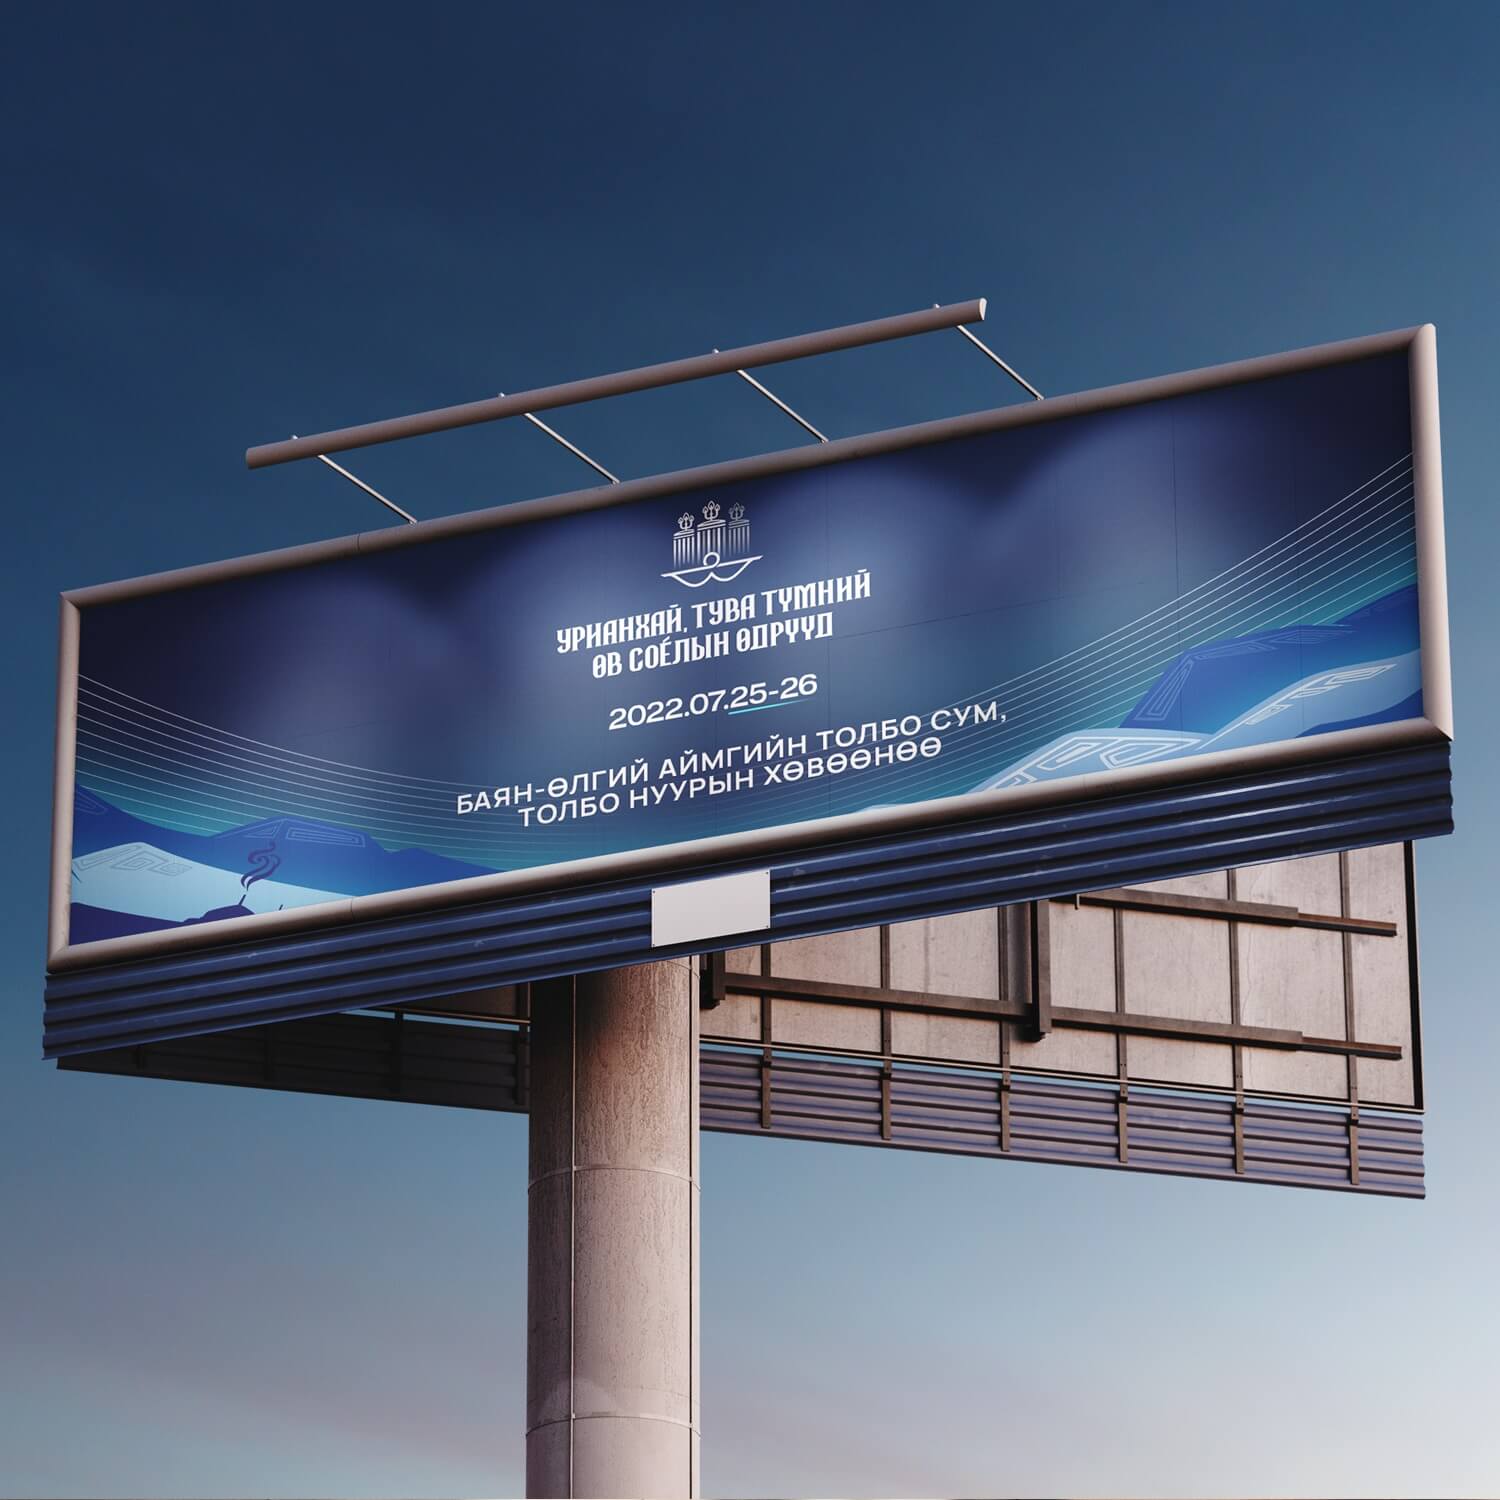 УРИАНХАЙ, ТУВА ТҮМНИЙ
ӨВ СОЁЛЫН ӨДРҮҮД
2022.07.25-26
БАЯН-ӨЛГИЙ АЙМГИЙН ТОЛБО СУМ,
ТОЛБО НУУРЫН ХӨВӨӨНӨӨ